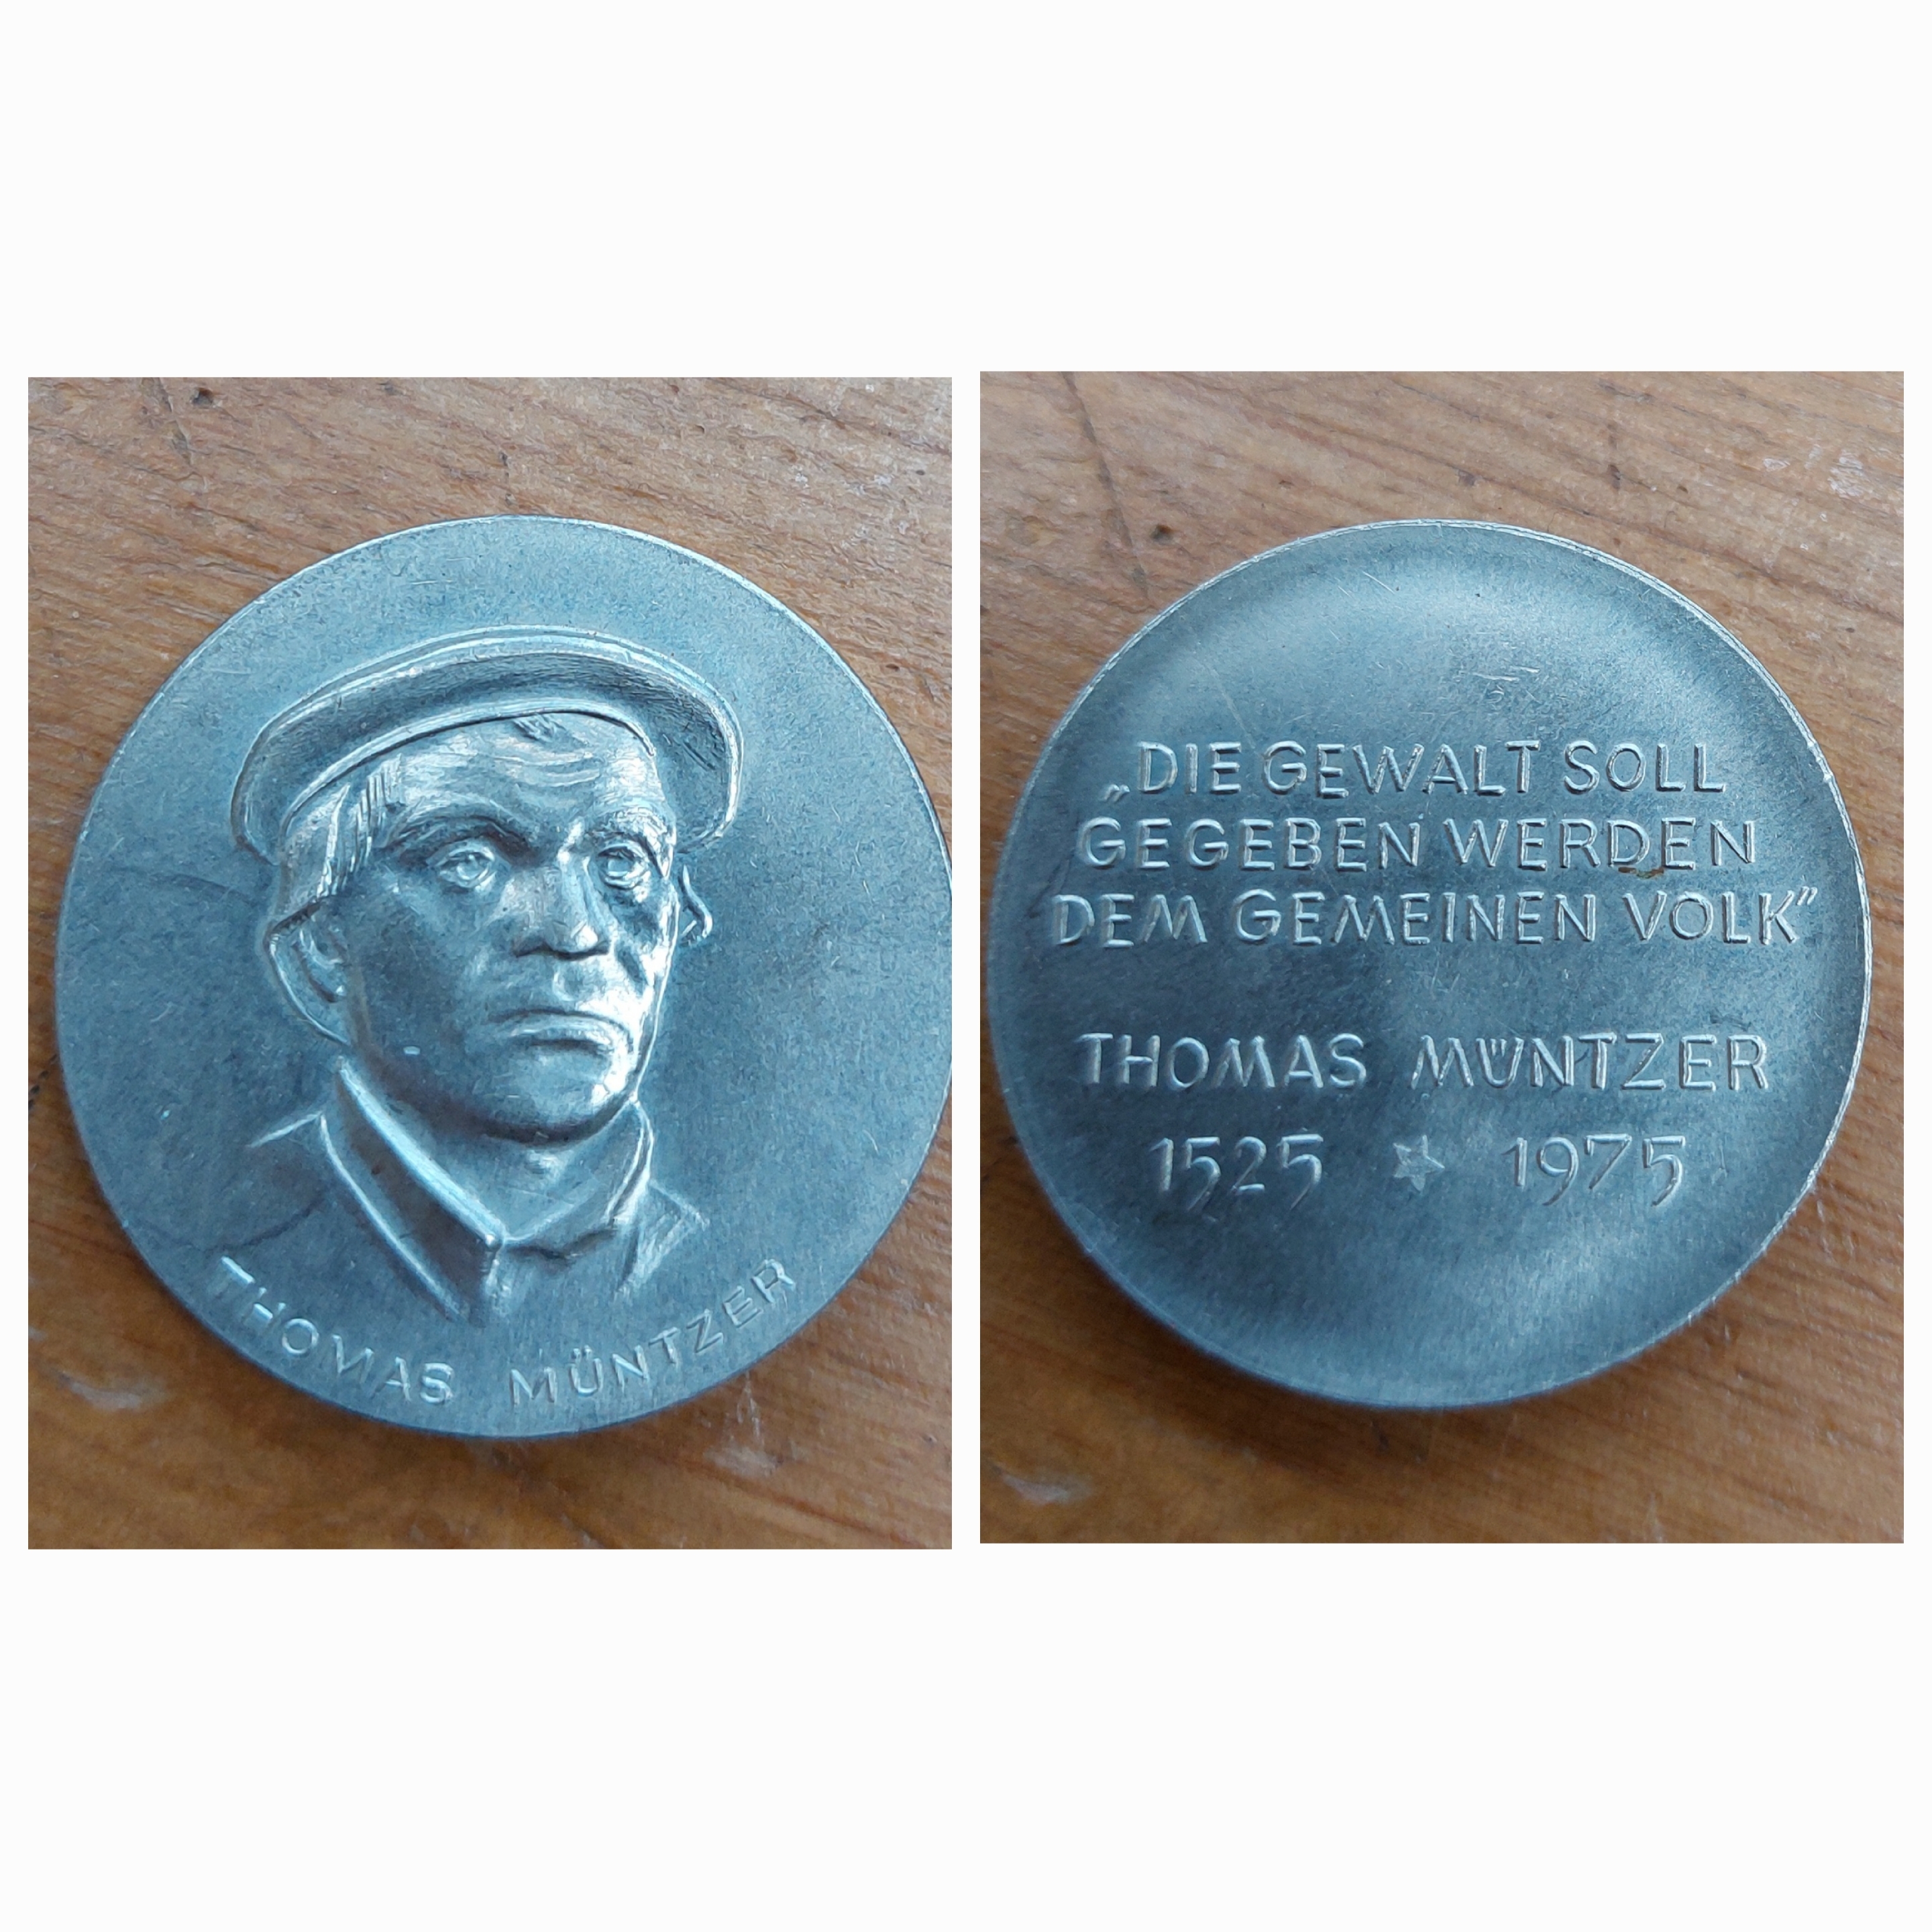 THOMAS MÜNTZER
„DIE GEWALT SOLL
GEGEBEN WERDEN
DEM GEMEINEN VOLK”
THOMAS MÜNTZER
1525 ✶ 1975